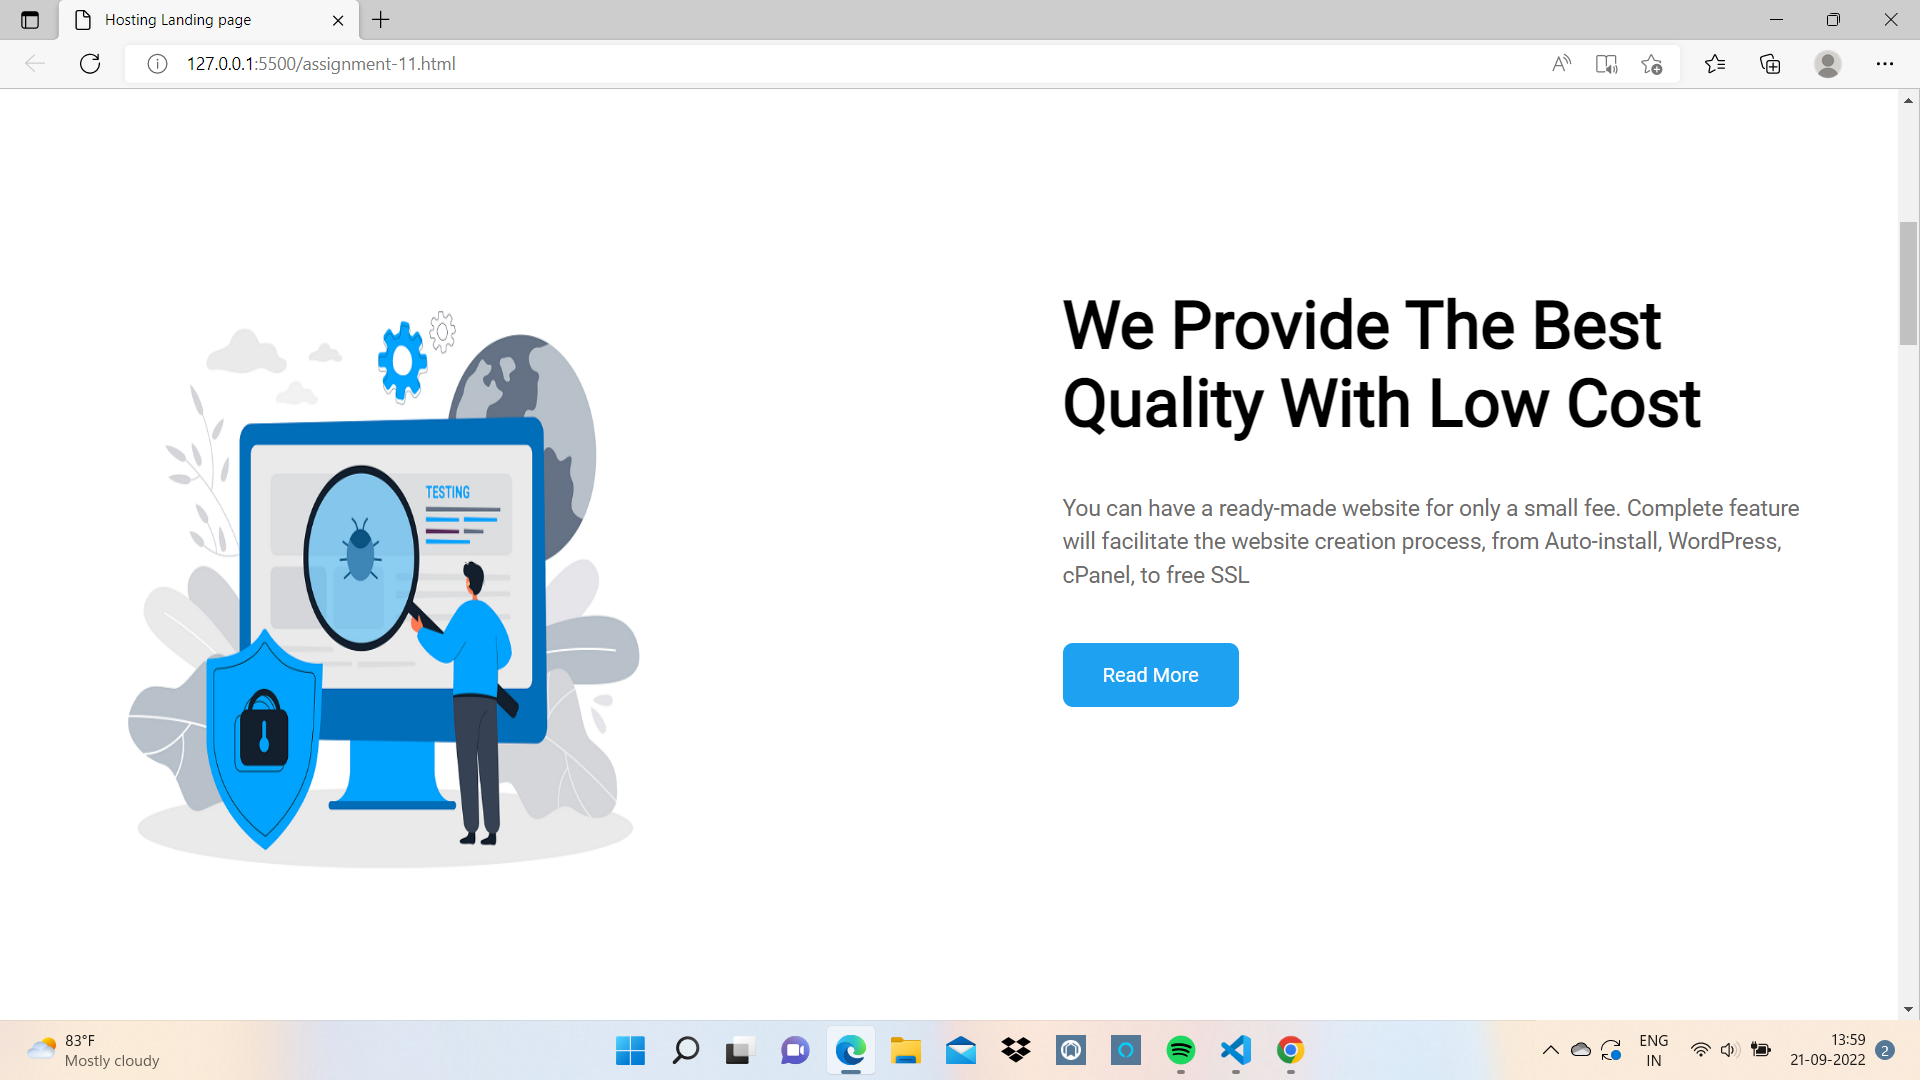 Hosting Landing page
127.0.0.1:5500/assignment-11.html
We Provide The Best
Quality With Low Cost
TESTING
You can have a ready-made website for only a small fee. Complete feature
will facilitate the website creation process, from Auto-install, WordPress,
cPanel, to free SSL
Read More
83°F
Mostly cloudy
ENG
IN
13:59
21-09-2022
2